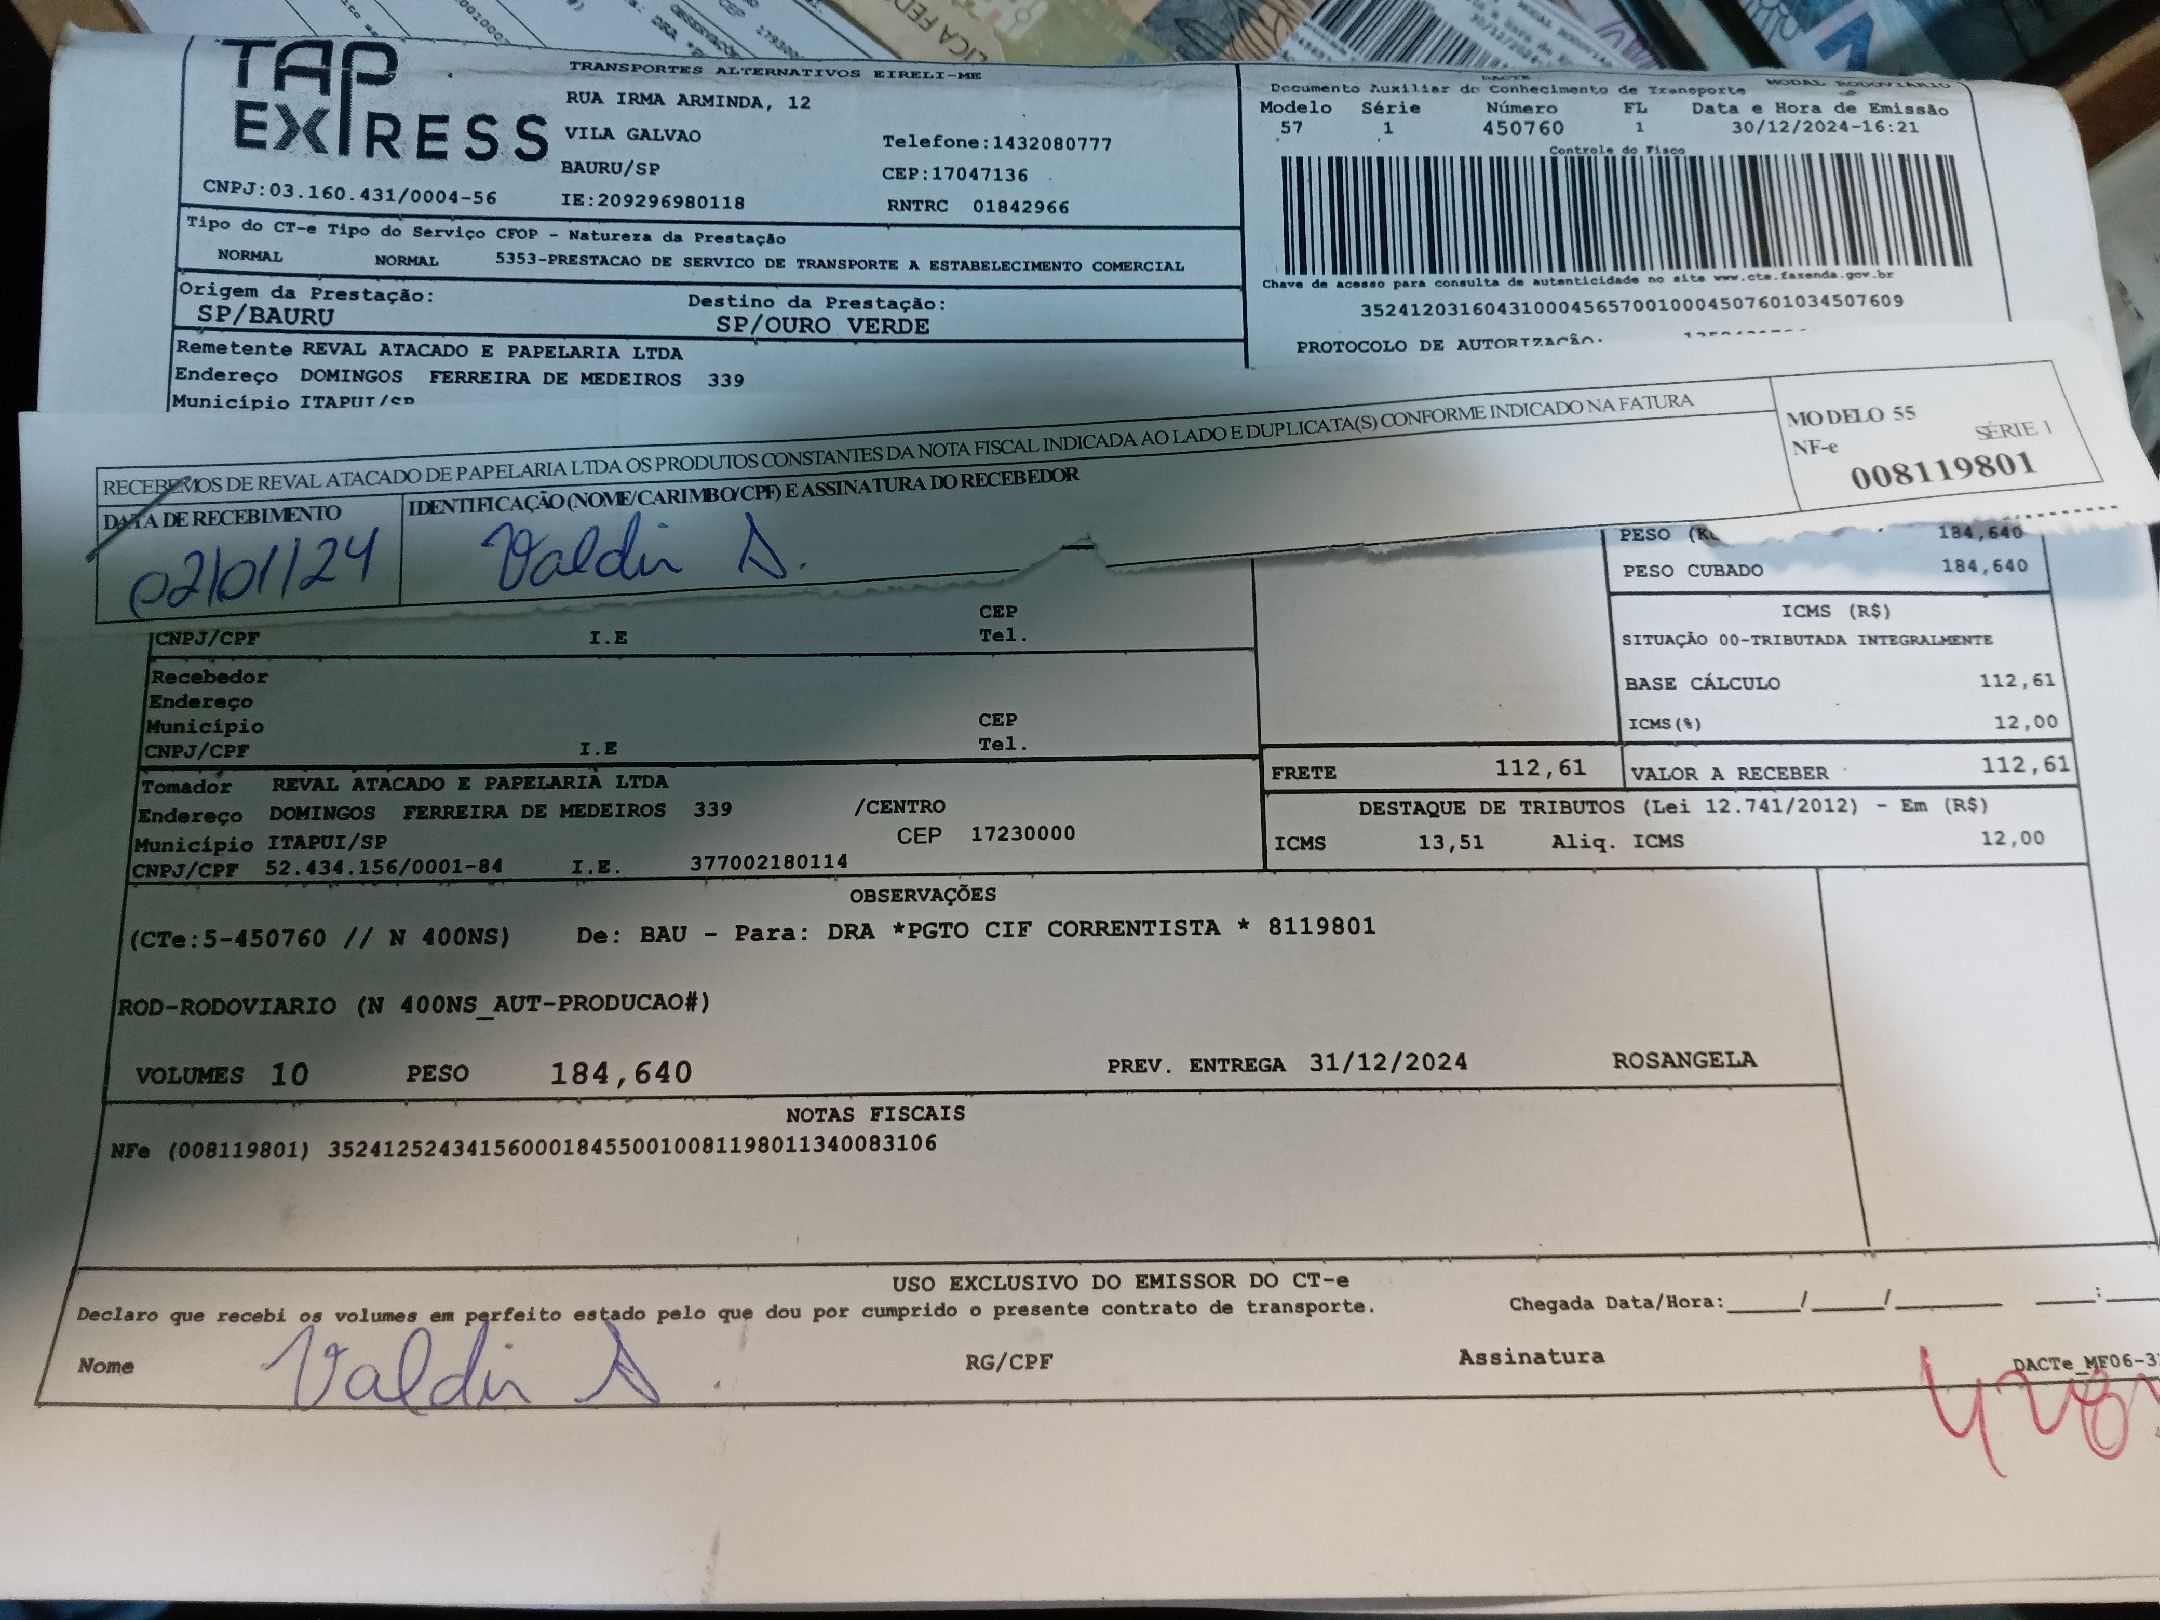 TAP EXPRESS
TRANSPORTES ALTERNATIVOS EIRELI-ME
RUA IRMA ARMINDA, 12
VILA GALVAO Telefone:1432080777
BAURU/SP CEP:17047136
CNPJ:03.160.431/0004-56 IE:209296980118 RNTRC 01842966
DACTE MODAL RODOVIARIO
Documento Auxiliar do Conhecimento de Transporte
Modelo Série Número FL Data e Hora de Emissão
57 1 450760 1 30/12/2024-16:21
Controle do Fisco
Chave de acesso para consulta de autenticidade no site www.cte.fazenda.gov.br
35241203160431000456570010004507601034507609
PROTOCOLO DE AUTORIZAÇÃO:
Tipo do CT-e Tipo do Serviço CFOP - Natureza da Prestação
NORMAL NORMAL 5353-PRESTACAO DE SERVICO DE TRANSPORTE A ESTABELECIMENTO COMERCIAL
Origem da Prestação: Destino da Prestação:
SP/BAURU SP/OURO VERDE
Remetente REVAL ATACADO E PAPELARIA LTDA
Endereço DOMINGOS FERREIRA DE MEDEIROS 339
Município ITAPUI/SP
RECEBEMOS DE REVAL ATACADO DE PAPELARIA LTDA OS PRODUTOS CONSTANTES DA NOTA FISCAL INDICADA AO LADO E DUPLICATA(S) CONFORME INDICADO NA FATURA
MODELO 55
NF-e SÉRIE 1
008119801
DATA DE RECEBIMENTO IDENTIFICAÇÃO (NOME/CARIMBO/CPF) E ASSINATURA DO RECEBEDOR
02/01/24 Valdir A.
PESO 184,640
PESO CUBADO 184,640
CEP
CNPJ/CPF I.E Tel.
ICMS (R$)
SITUAÇÃO 00-TRIBUTADA INTEGRALMENTE
BASE CÁLCULO 112,61
ICMS(%) 12,00
Recebedor
Endereço
Município CEP
CNPJ/CPF I.E Tel.
FRETE 112,61 VALOR A RECEBER 112,61
Tomador REVAL ATACADO E PAPELARIA LTDA
Endereço DOMINGOS FERREIRA DE MEDEIROS 339 /CENTRO
Município ITAPUI/SP CEP 17230000
CNPJ/CPF 52.434.156/0001-84 I.E. 377002180114
DESTAQUE DE TRIBUTOS (Lei 12.741/2012) - Em (R$)
ICMS 13,51 Aliq. ICMS 12,00
OBSERVAÇÕES
(CTe:5-450760 // N 400NS) De: BAU - Para: DRA *PGTO CIF CORRENTISTA * 8119801
ROD-RODOVIARIO (N 400NS_AUT-PRODUCAO#)
VOLUMES 10 PESO 184,640 PREV. ENTREGA 31/12/2024 ROSANGELA
NOTAS FISCAIS
NFe (008119801) 35241252434156000184550010081198011340083106
USO EXCLUSIVO DO EMISSOR DO CT-e
Declaro que recebi os volumes em perfeito estado pelo que dou por cumprido o presente contrato de transporte. Chegada Data/Hora:_____/_____/_______ ____:____
Nome Valdir A. RG/CPF Assinatura